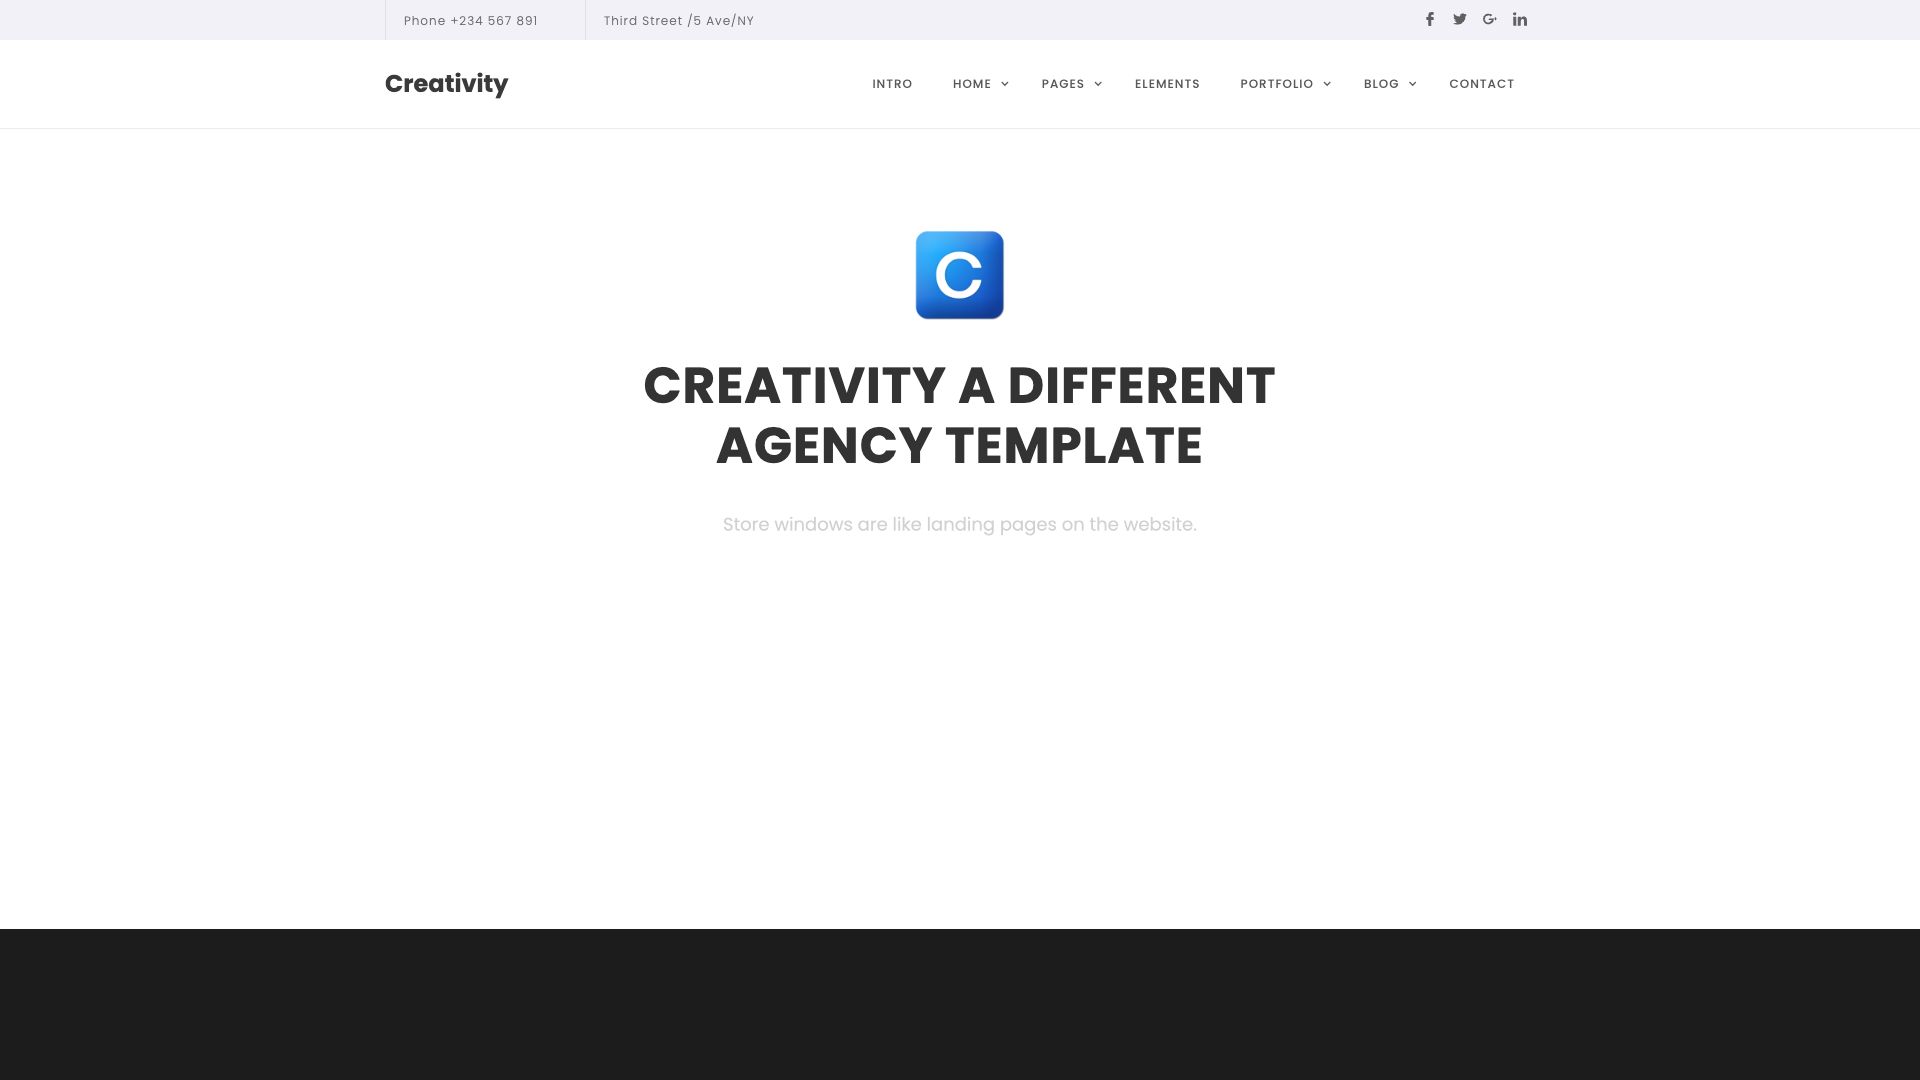 Phone +234 567 891
Third Street /5 Ave/NY
Creativity
INTRO
HOME
PAGES
ELEMENTS
PORTFOLIO
BLOG
CONTACT
C
CREATIVITY A DIFFERENT
AGENCY TEMPLATE
Store windows are like landing pages on the website.